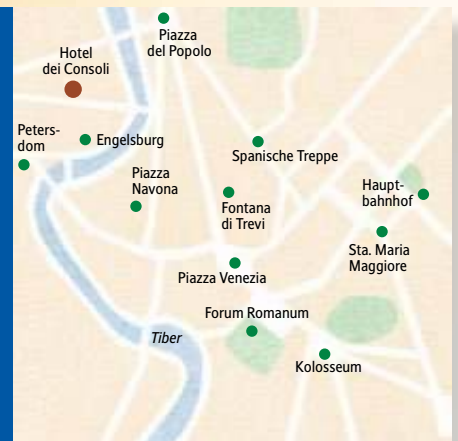 Piazza
del Popolo
Hotel
dei Consoli
Peters-
dom
Engelsburg
Spanische Treppe
Piazza
Navona
Fontana
di Trevi
Haupt-
bahnhof
Sta. Maria
Maggiore
Piazza Venezia
Forum Romanum
Tiber
Kolosseum